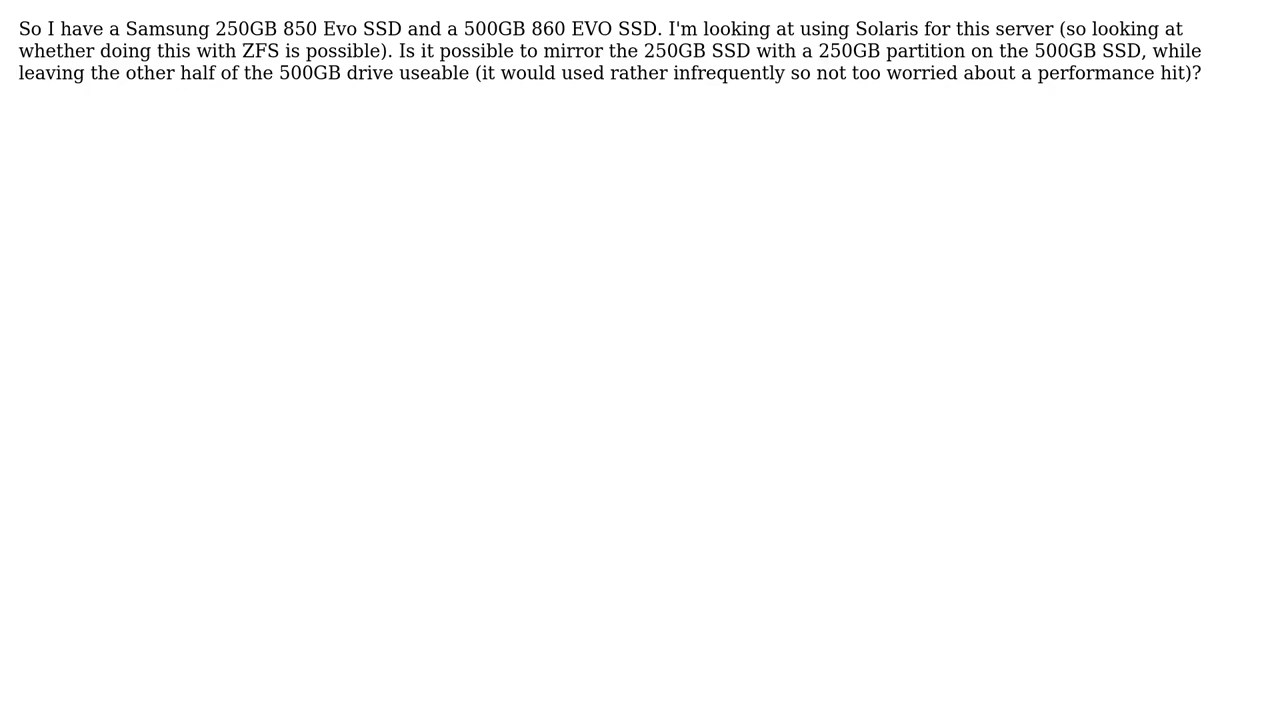 So I have a Samsung 250GB 850 Evo SSD and a 500GB 860 EVO SSD. I'm looking at using Solaris for this server (so looking at
whether doing this with ZFS is possible). Is it possible to mirror the 250GB SSD with a 250GB partition on the 500GB SSD, while
leaving the other half of the 500GB drive useable (it would used rather infrequently so not too worried about a performance hit)?